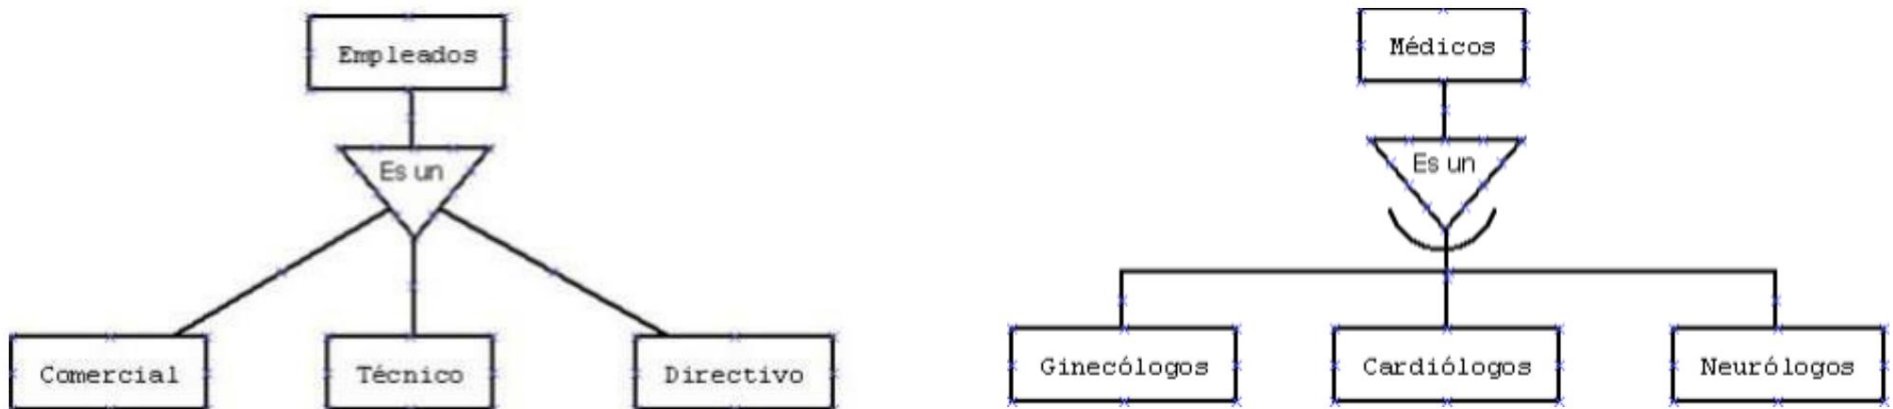 Empleados
Es un
Comercial
Técnico
Directivo
Médicos
Es un
Ginecólogos
Cardiólogos
Neurólogos